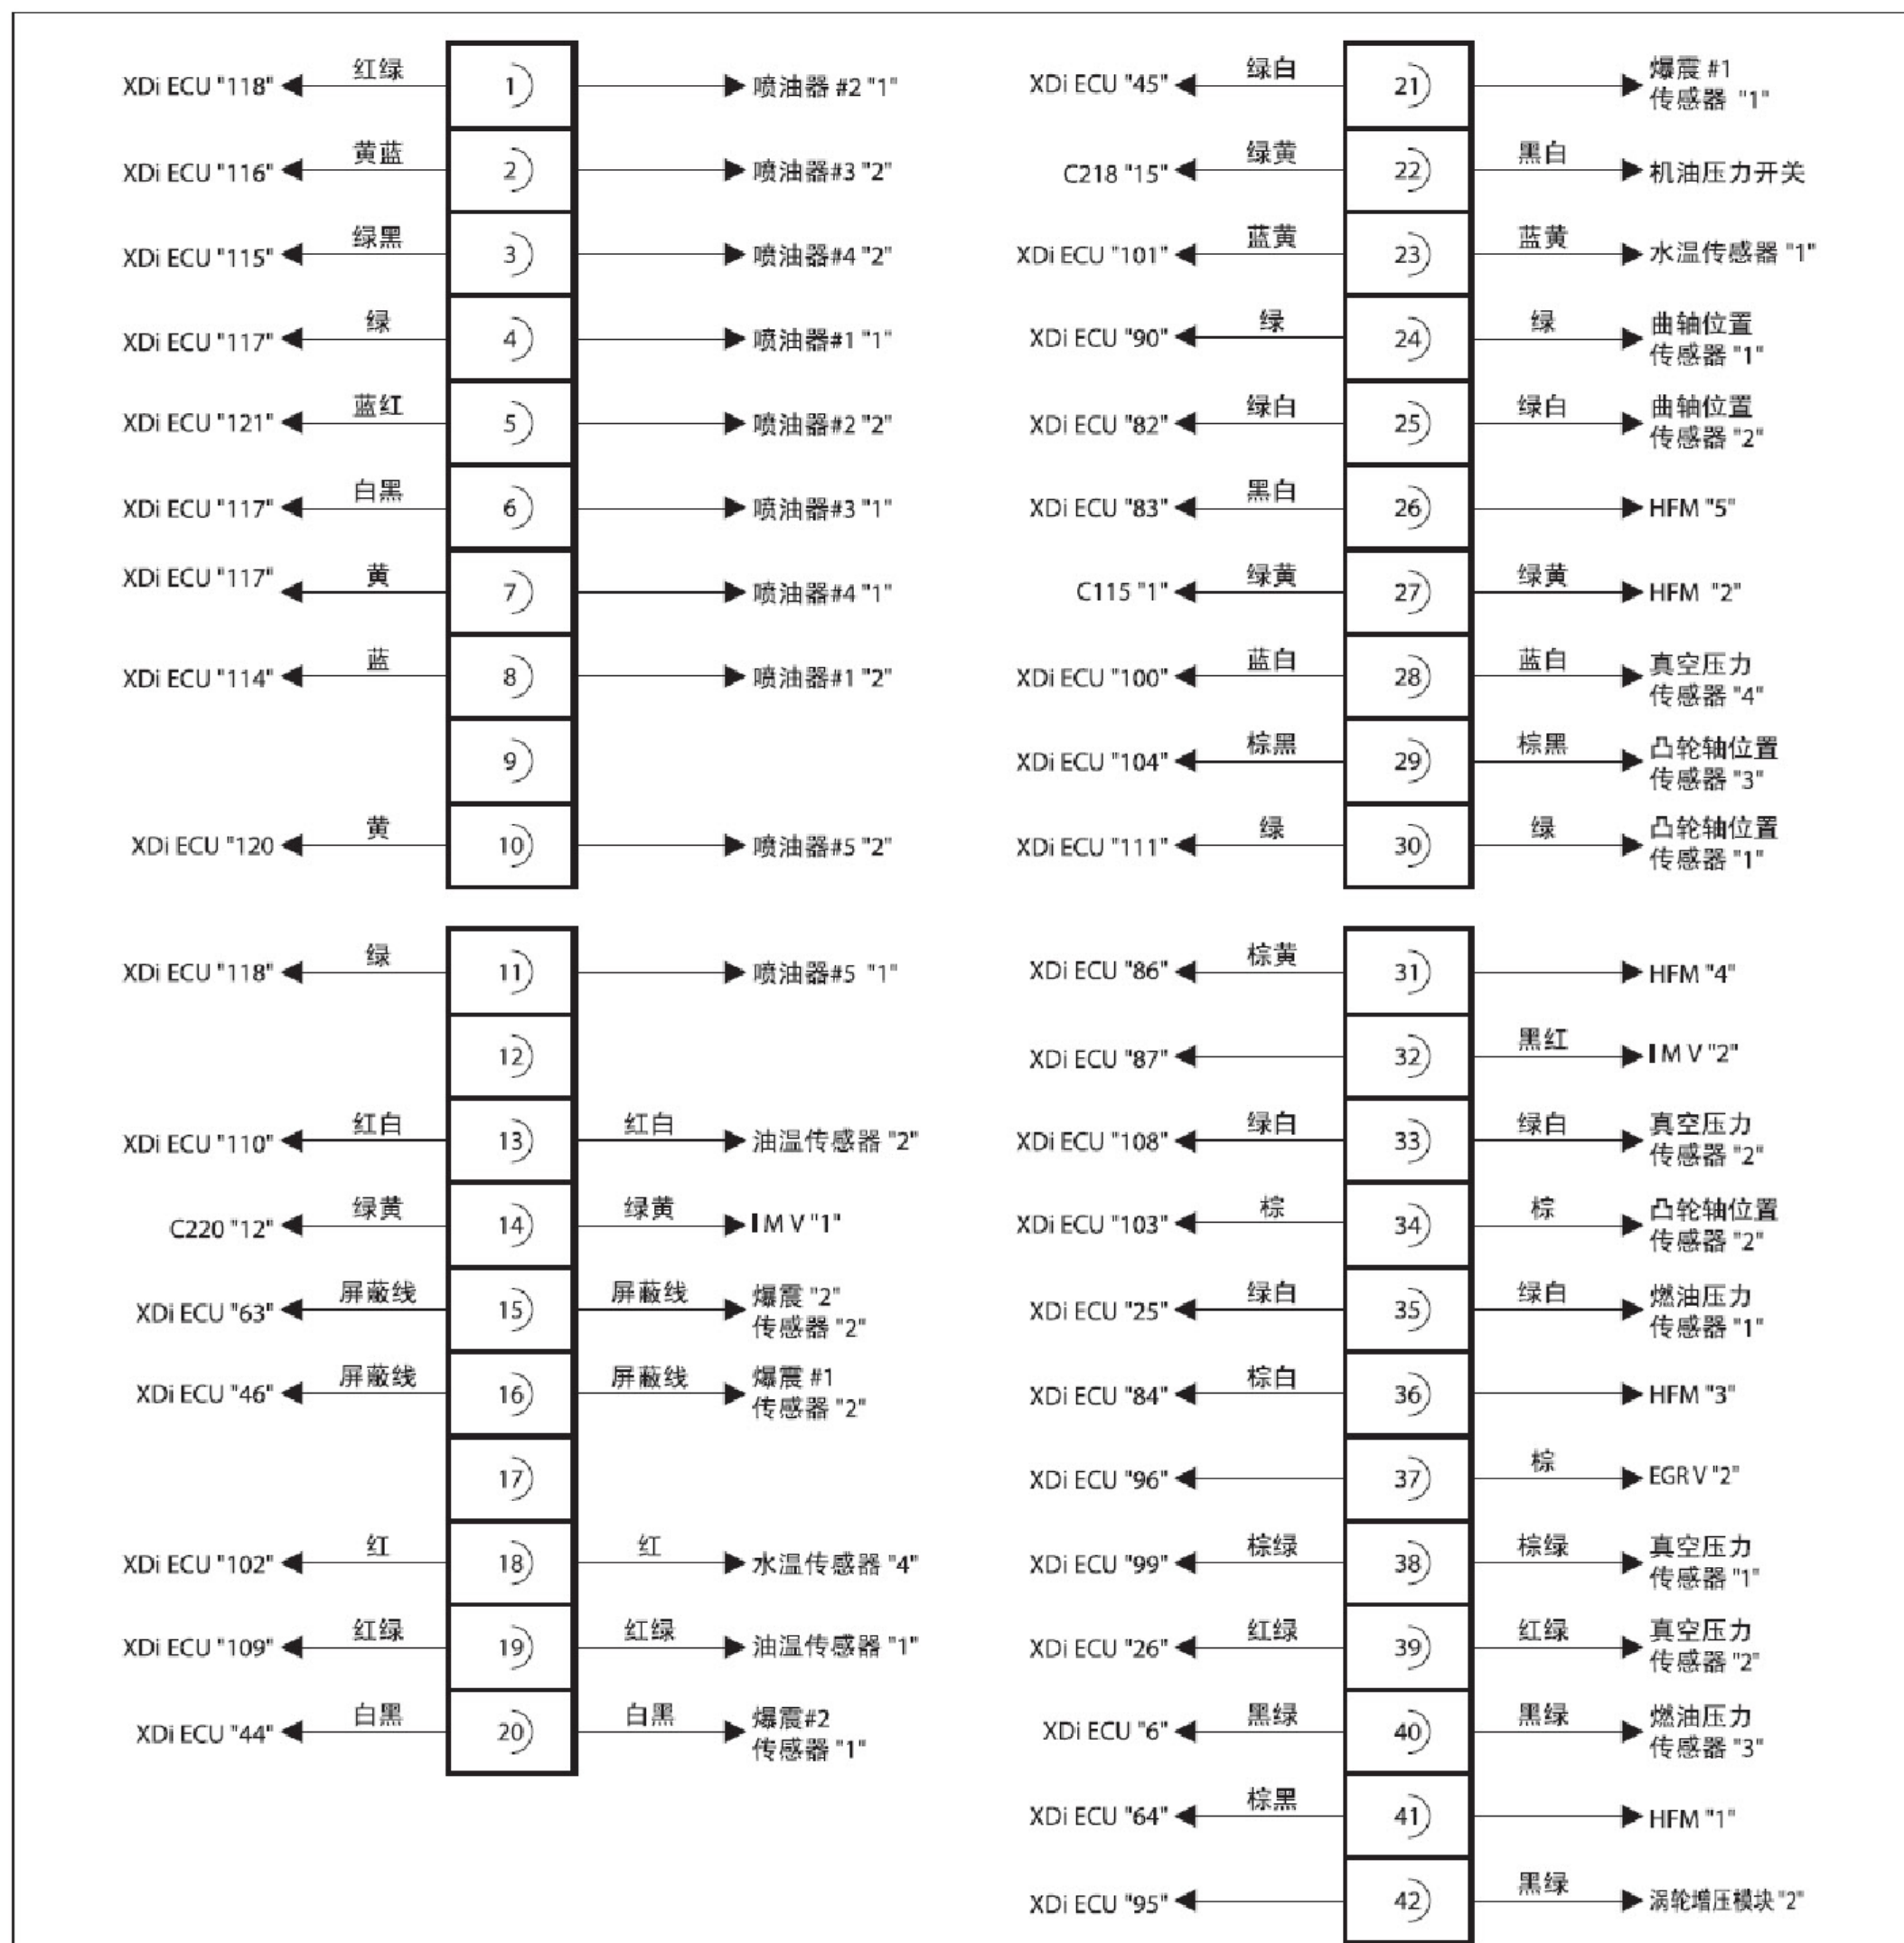 XDi ECU "118" 红绿 1 喷油器 #2 "1"
XDi ECU "116" 黄蓝 2 喷油器#3 "2"
XDi ECU "115" 绿黑 3 喷油器#4 "2"
XDi ECU "117" 绿 4 喷油器#1 "1"
XDi ECU "121" 蓝红 5 喷油器#2 "2"
XDi ECU "117" 白黑 6 喷油器#3 "1"
XDi ECU "117" 黄 7 喷油器#4 "1"
XDi ECU "114" 蓝 8 喷油器#1 "2"
9
XDi ECU "120 黄 10 喷油器#5 "2"
XDi ECU "118" 绿 11 喷油器#5 "1"
12
XDi ECU "110" 红白 13 红白 油温传感器 "2"
C220 "12" 绿黄 14 绿黄 I M V "1"
XDi ECU "63" 屏蔽线 15 屏蔽线 爆震 "2"
传感器 "2"
XDi ECU "46" 屏蔽线 16 屏蔽线 爆震 #1
传感器 "2"
17
XDi ECU "102" 红 18 红 水温传感器 "4"
XDi ECU "109" 红绿 19 红绿 油温传感器 "1"
XDi ECU "44" 白黑 20 白黑 爆震#2
传感器 "1"
XDi ECU "45" 绿白 21 爆震 #1
传感器 "1"
C218 "15" 绿黄 22 黑白 机油压力开关
XDi ECU "101" 蓝黄 23 蓝黄 水温传感器 "1"
XDi ECU "90" 绿 24 绿 曲轴位置
传感器 "1"
XDi ECU "82" 绿白 25 绿白 曲轴位置
传感器 "2"
XDi ECU "83" 黑白 26 HFM "5"
C115 "1" 绿黄 27 绿黄 HFM "2"
XDi ECU "100" 蓝白 28 蓝白 真空压力
传感器 "4"
XDi ECU "104" 棕黑 29 棕黑 凸轮轴位置
传感器 "3"
XDi ECU "111" 绿 30 绿 凸轮轴位置
传感器 "1"
XDi ECU "86" 棕黄 31 HFM "4"
XDi ECU "87" 32 黑红 I M V "2"
XDi ECU "108" 绿白 33 绿白 真空压力
传感器 "2"
XDi ECU "103" 棕 34 棕 凸轮轴位置
传感器 "2"
XDi ECU "25" 绿白 35 绿白 燃油压力
传感器 "1"
XDi ECU "84" 棕白 36 HFM "3"
XDi ECU "96" 37 棕 EGR V "2"
XDi ECU "99" 棕绿 38 棕绿 真空压力
传感器 "1"
XDi ECU "26" 红绿 39 红绿 真空压力
传感器 "2"
XDi ECU "6" 黑绿 40 黑绿 燃油压力
传感器 "3"
XDi ECU "64" 棕黑 41 HFM "1"
XDi ECU "95" 42 黑绿 涡轮增压模块 "2"